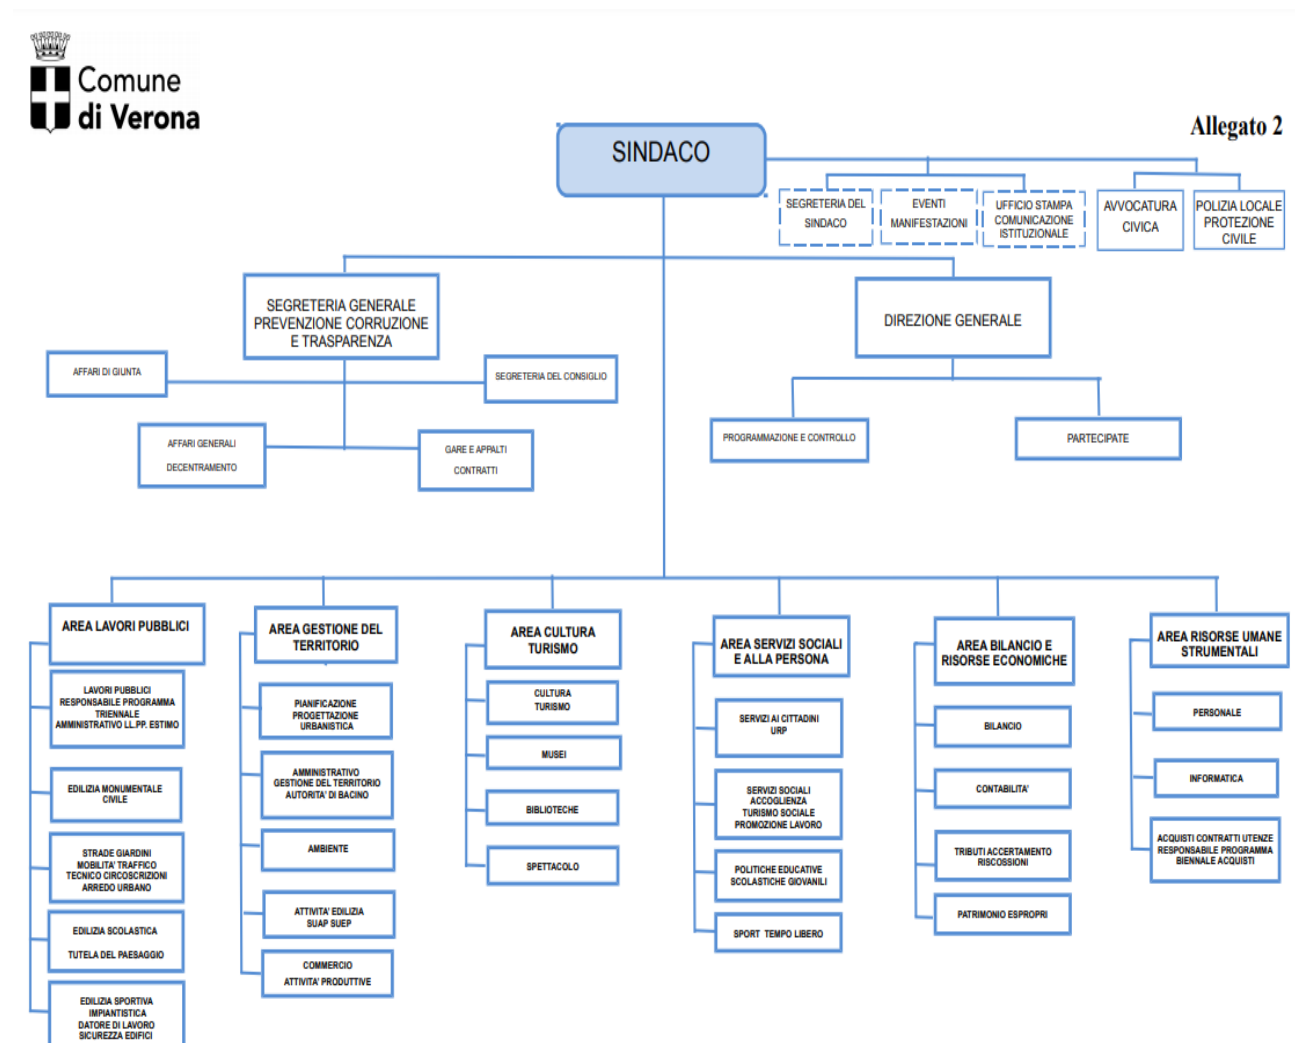 Comune
di Verona
Allegato 2
SINDACO
SEGRETERIA DEL
SINDACO
EVENTI
MANIFESTAZIONI
UFFICIO STAMPA
COMUNICAZIONE
ISTITUZIONALE
AVVOCATURA
CIVICA
POLIZIA LOCALE
PROTEZIONE
CIVILE
SEGRETERIA GENERALE
PREVENZIONE CORRUZIONE
E TRASPARENZA
DIREZIONE GENERALE
AFFARI DI GIUNTA
SEGRETERIA DEL CONSIGLIO
AFFARI GENERALI
DECENTRAMENTO
GARE E APPALTI
CONTRATTI
PROGRAMMAZIONE E CONTROLLO
PARTECIPATE
AREA LAVORI PUBBLICI
LAVORI PUBBLICI
RESPONSABILE PROGRAMMA
TRIENNALE
AMMINISTRATIVO LL.PP. ESTIMO
EDILIZIA MONUMENTALE
CIVILE
STRADE GIARDINI
MOBILITA' TRAFFICO
TECNICO CIRCOSCRIZIONI
ARREDO URBANO
EDILIZIA SCOLASTICA
TUTELA DEL PAESAGGIO
EDILIZIA SPORTIVA
IMPIANTISTICA
DATORE DI LAVORO
SICUREZZA EDIFICI
AREA GESTIONE DEL
TERRITORIO
PIANIFICAZIONE
PROGETTAZIONE
URBANISTICA
AMMINISTRATIVO
GESTIONE DEL TERRITORIO
AUTORITA' DI BACINO
AMBIENTE
ATTIVITA' EDILIZIA
SUAP SUEP
COMMERCIO
ATTIVITA' PRODUTTIVE
AREA CULTURA
TURISMO
CULTURA
TURISMO
MUSEI
BIBLIOTECHE
SPETTACOLO
AREA SERVIZI SOCIALI
E ALLA PERSONA
SERVIZI AI CITTADINI
URP
SERVIZI SOCIALI
ACCOGLIENZA
TURISMO SOCIALE
PROMOZIONE LAVORO
POLITICHE EDUCATIVE
SCOLASTICHE GIOVANILI
SPORT TEMPO LIBERO
AREA BILANCIO E
RISORSE ECONOMICHE
BILANCIO
CONTABILITA'
TRIBUTI ACCERTAMENTO
RISCOSSIONI
PATRIMONIO ESPROPRI
AREA RISORSE UMANE
STRUMENTALI
PERSONALE
INFORMATICA
ACQUISTI CONTRATTI UTENZE
RESPONSABILE PROGRAMMA
BIENNALE ACQUISTI